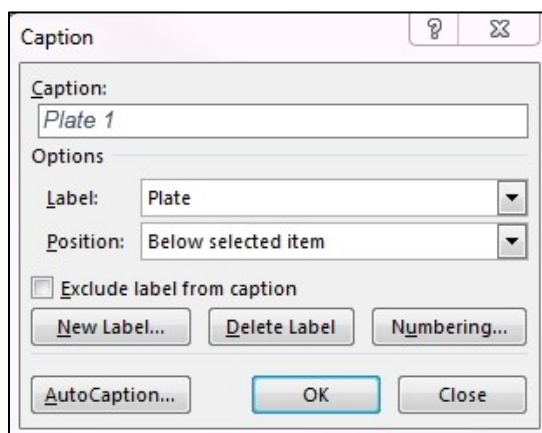 Caption
?
Caption:
Plate 1
Options
Label: Plate
Position: Below selected item
Exclude label from caption
New Label... Delete Label Numbering...
AutoCaption... OK Close